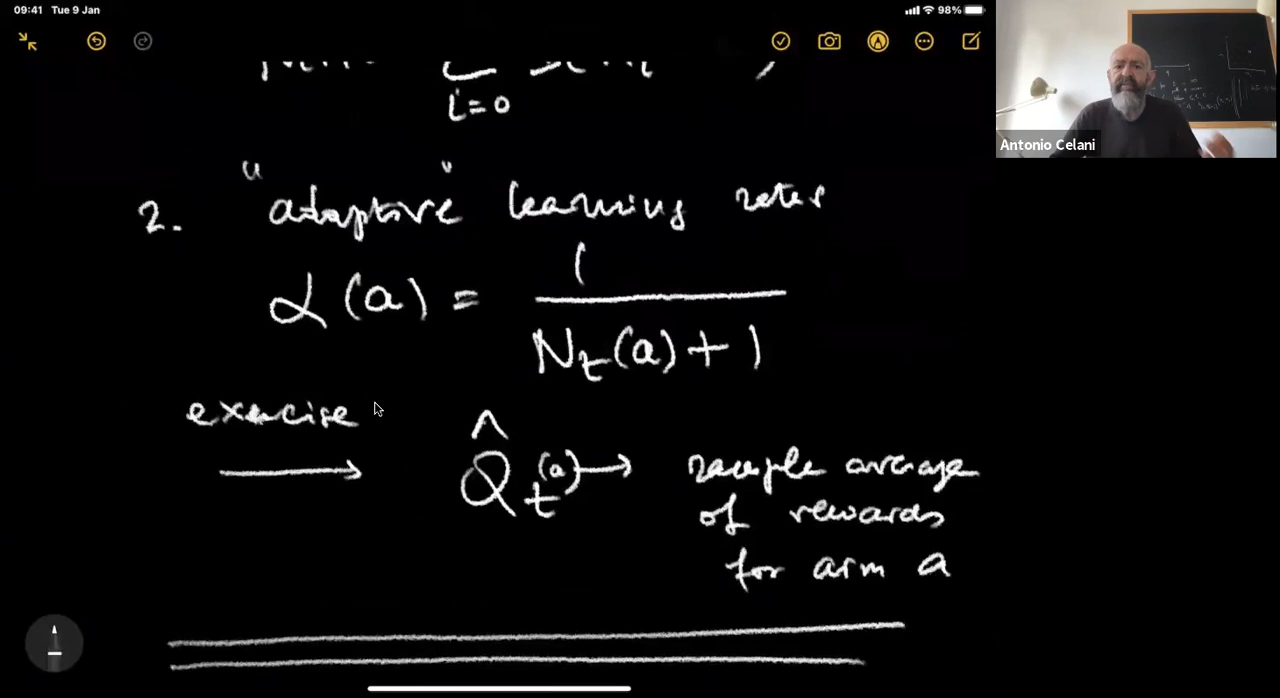 09:41 Tue 9 Jan
98%
Antonio Celani
i=0
2. "adaptive" learning rates
α(a) = 1 / N_t(a) + 1
exercise
→ Q̂_t(a) → sample average
of rewards
for arm a